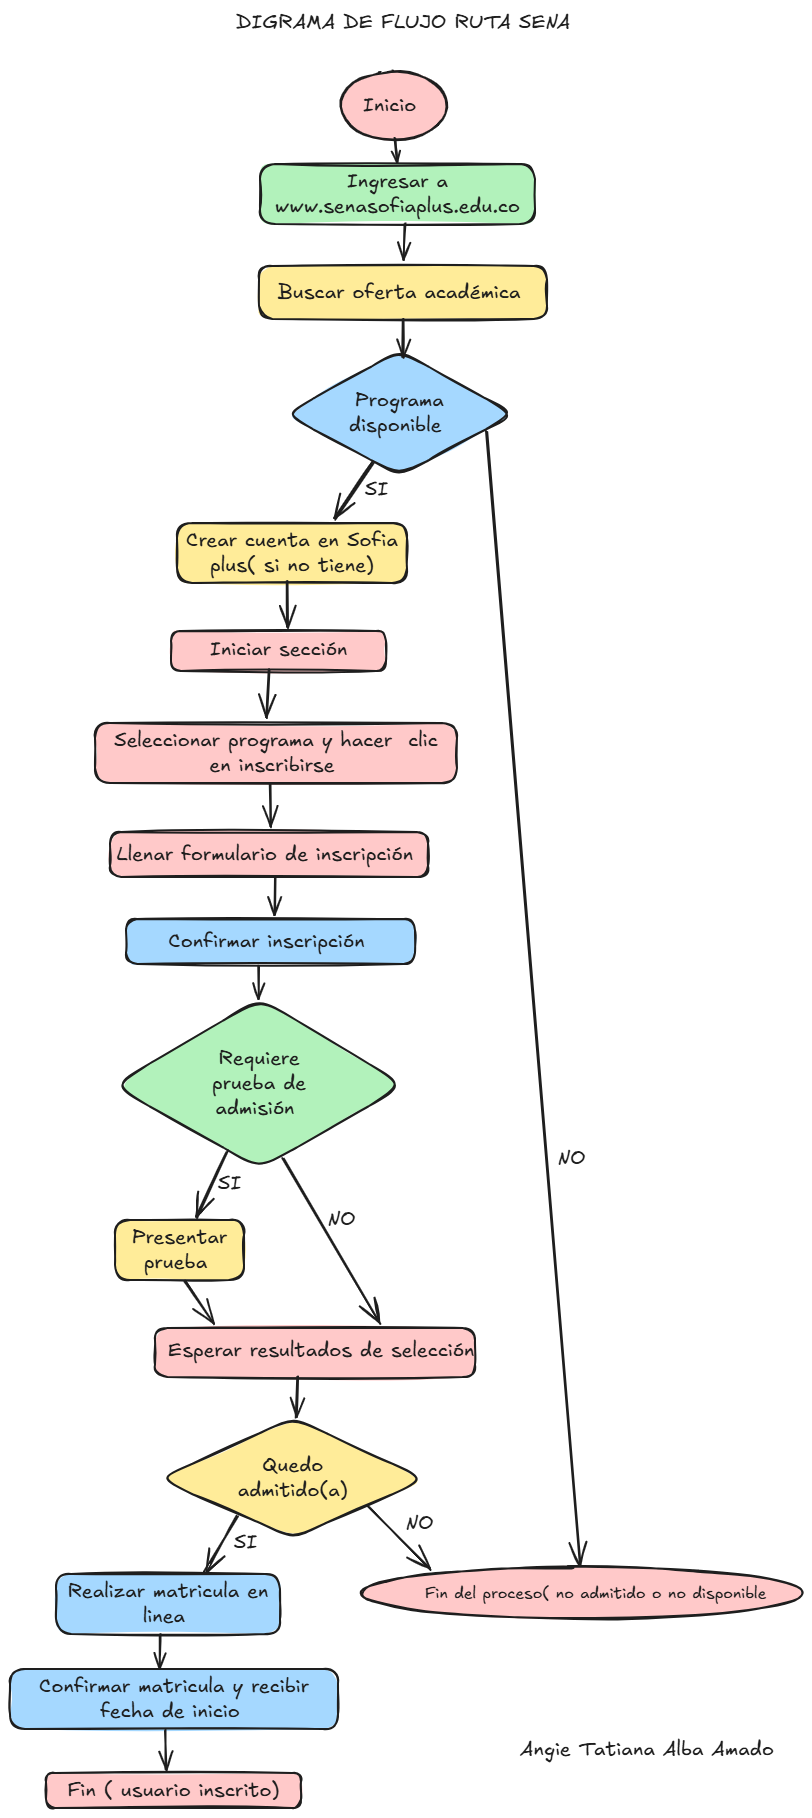 DIGRAMA DE FLUJO RUTA SENA
Inicio
Ingresar a
www.senasofiaplus.edu.co
Buscar oferta académica
Programa
disponible
SI
Crear cuenta en Sofia
plus( si no tiene)
Iniciar sección
Seleccionar programa y hacer clic
en inscribirse
Llenar formulario de inscripción
Confirmar inscripción
Requiere
prueba de
admisión
NO
SI
NO
Presentar
prueba
Esperar resultados de selección
Quedo
admitido(a)
NO
SI
Realizar matricula en
linea
Fin del proceso( no admitido o no disponible
Confirmar matricula y recibir
fecha de inicio
Angie Tatiana Alba Amado
Fin ( usuario inscrito)